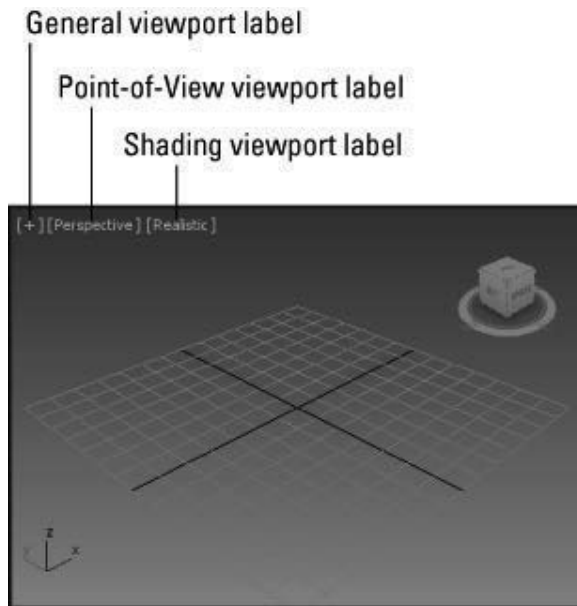 General viewport label
Point-of-View viewport label
Shading viewport label
[+][Perspective][Realistic]
z
x